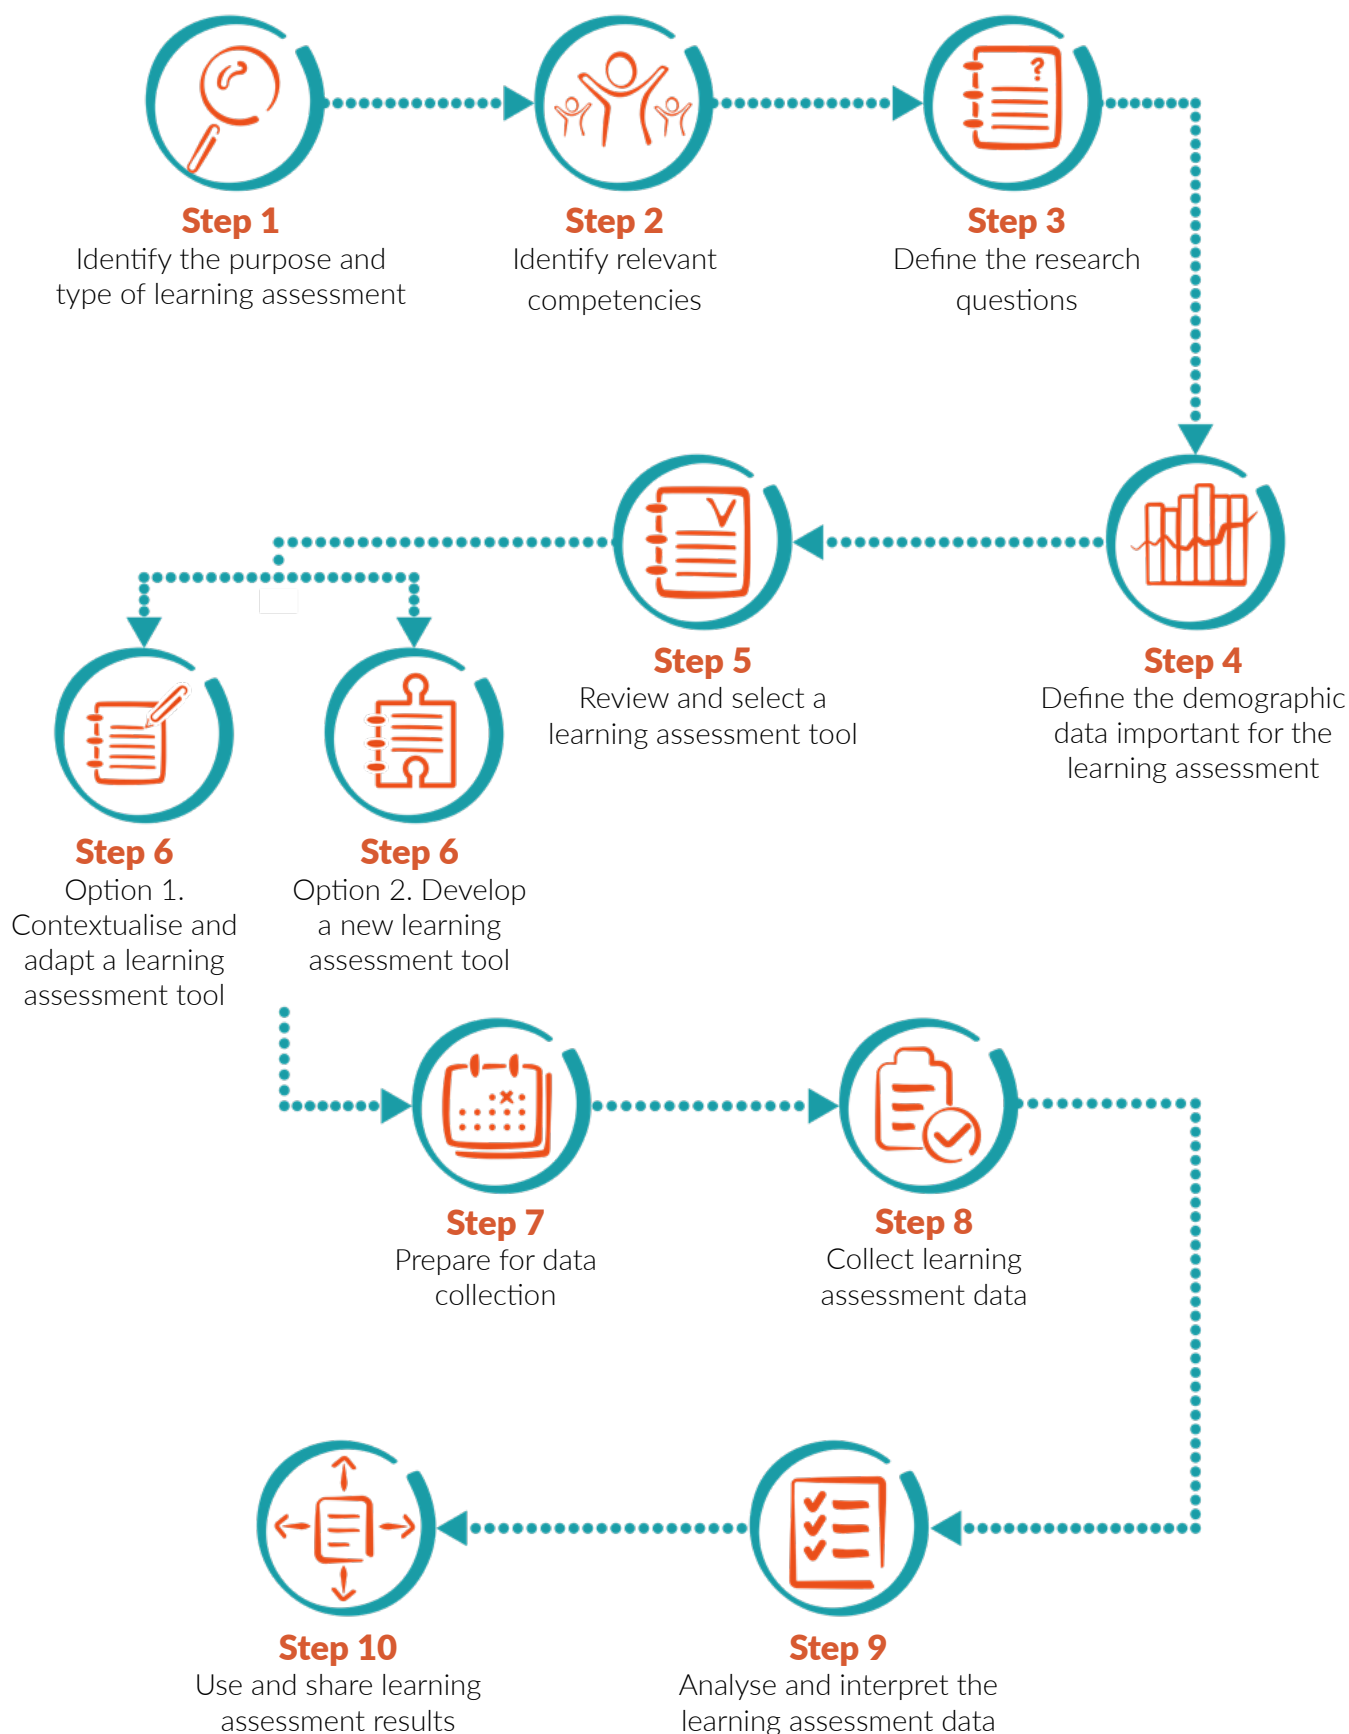 Step 1
Identify the purpose and
type of learning assessment
Step 2
Identify relevant
competencies
?
Step 3
Define the research
questions
Step 4
Define the demographic
data important for the
learning assessment
Step 5
Review and select a
learning assessment tool
Step 6
Option 1.
Contextualise and
adapt a learning
assessment tool
Step 6
Option 2. Develop
a new learning
assessment tool
Step 7
Prepare for data
collection
Step 8
Collect learning
assessment data
Step 9
Analyse and interpret the
learning assessment data
Step 10
Use and share learning
assessment results